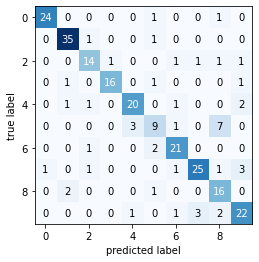 0
24 0 0 0 0 1 0 0 1 0
0 35 1 0 0 1 0 0 0 0
2
0 0 14 1 0 0 1 1 1 1
0 1 0 16 0 0 0 1 0 1
4
0 1 1 0 20 0 1 0 0 2
0 0 0 0 3 9 1 0 7 0
6
0 0 1 0 0 2 21 0 0 0
1 0 1 0 0 0 1 25 1 3
8
0 2 0 0 0 1 0 0 16 0
0 0 0 0 1 0 1 3 2 22
true label
0 2 4 6 8
predicted label